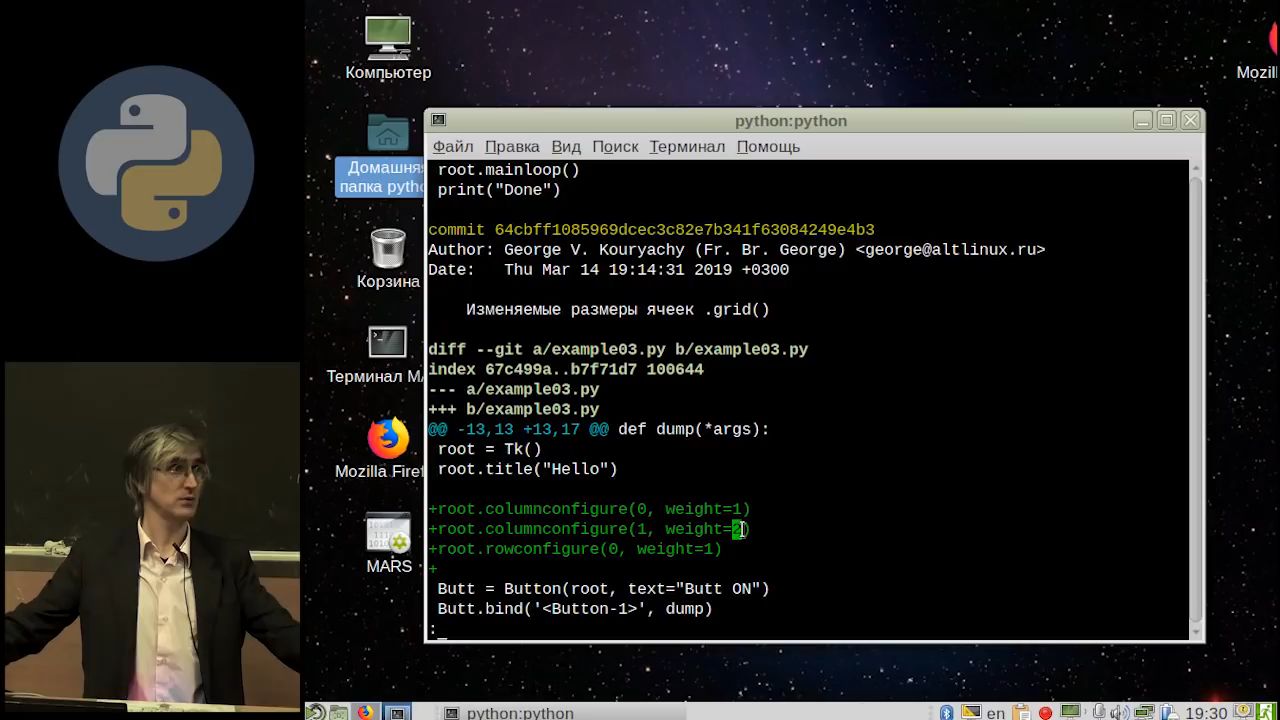 Компьютер
Mozil
python:python
Файл Правка Вид Поиск Терминал Помощь
Домашня
папка pytho
Корзина
Терминал MA
Mozilla Firef
MARS
root.mainloop()
print("Done")
commit 64cbff1085969dcec3c82e7b341f63084249e4b3
Author: George V. Kouryachy (Fr. Br. George) <george@altlinux.ru>
Date: Thu Mar 14 19:14:31 2019 +0300
Изменяемые размеры ячеек .grid()
diff --git a/example03.py b/example03.py
index 67c499a..b7f71d7 100644
--- a/example03.py
+++ b/example03.py
@@ -13,13 +13,17 @@ def dump(*args):
root = Tk()
root.title("Hello")
+root.columnconfigure(0, weight=1)
+root.columnconfigure(1, weight=2)
+root.rowconfigure(0, weight=1)
+
Butt = Button(root, text="Butt ON")
Butt.bind('<Button-1>', dump)
:
python:python
en
19:30